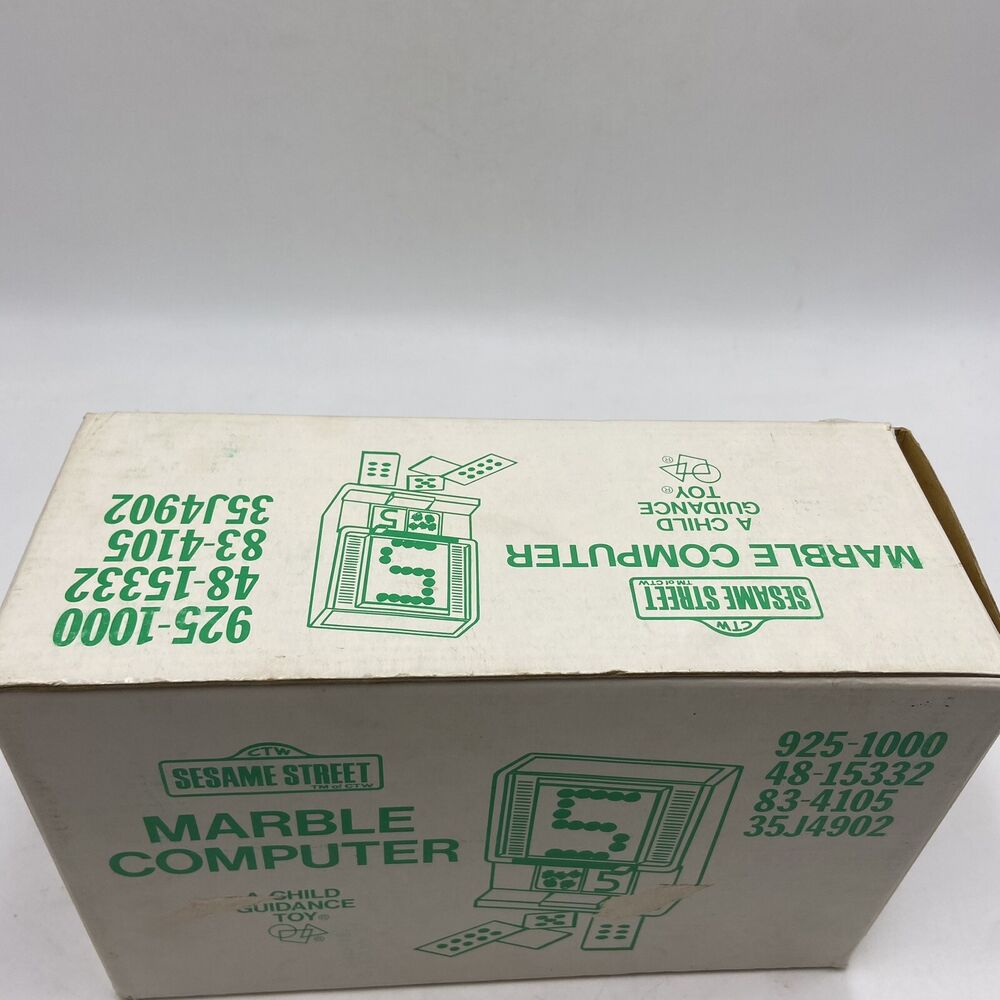 A CHILD
GUIDANCE
TOY®
®
MARBLE COMPUTER
CTW
SESAME STREET
TM of CTW
5
925-1000
48-15332
83-4105
35J4902
CTW
SESAME STREET
TM of CTW
MARBLE
COMPUTER
A CHILD
GUIDANCE
TOY®
®
5
925-1000
48-15332
83-4105
35J4902